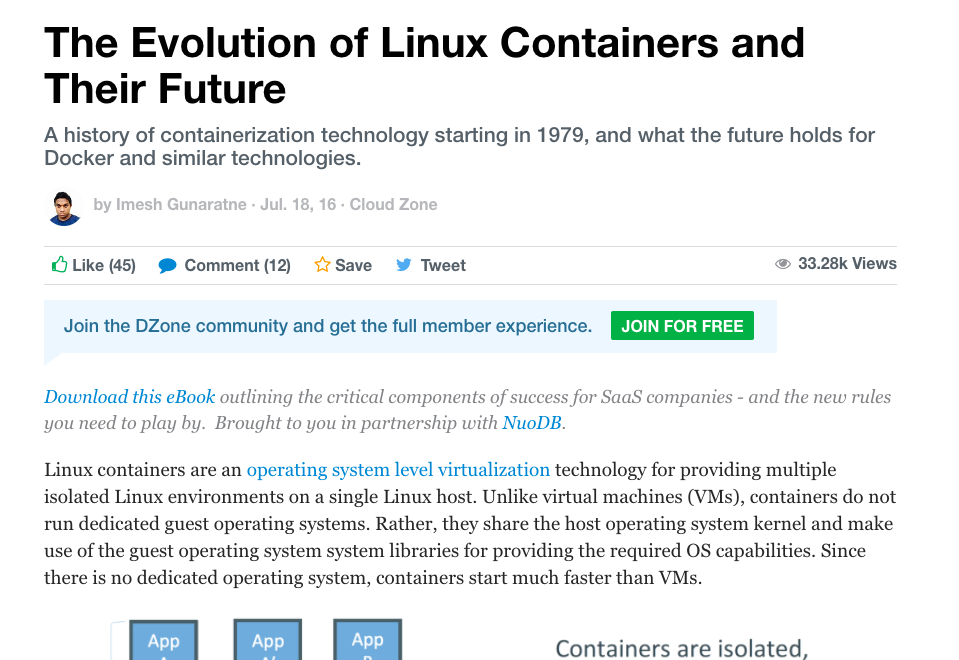 The Evolution of Linux Containers and
Their Future
A history of containerization technology starting in 1979, and what the future holds for
Docker and similar technologies.
by Imesh Gunaratne · Jul. 18, 16 · Cloud Zone
Like (45) Comment (12) Save Tweet 33.28k Views
Join the DZone community and get the full member experience. JOIN FOR FREE
Download this eBook outlining the critical components of success for SaaS companies - and the new rules
you need to play by.  Brought to you in partnership with NuoDB.
Linux containers are an operating system level virtualization technology for providing multiple
isolated Linux environments on a single Linux host. Unlike virtual machines (VMs), containers do not
run dedicated guest operating systems. Rather, they share the host operating system kernel and make
use of the guest operating system system libraries for providing the required OS capabilities. Since
there is no dedicated operating system, containers start much faster than VMs.
App App App Containers are isolated,